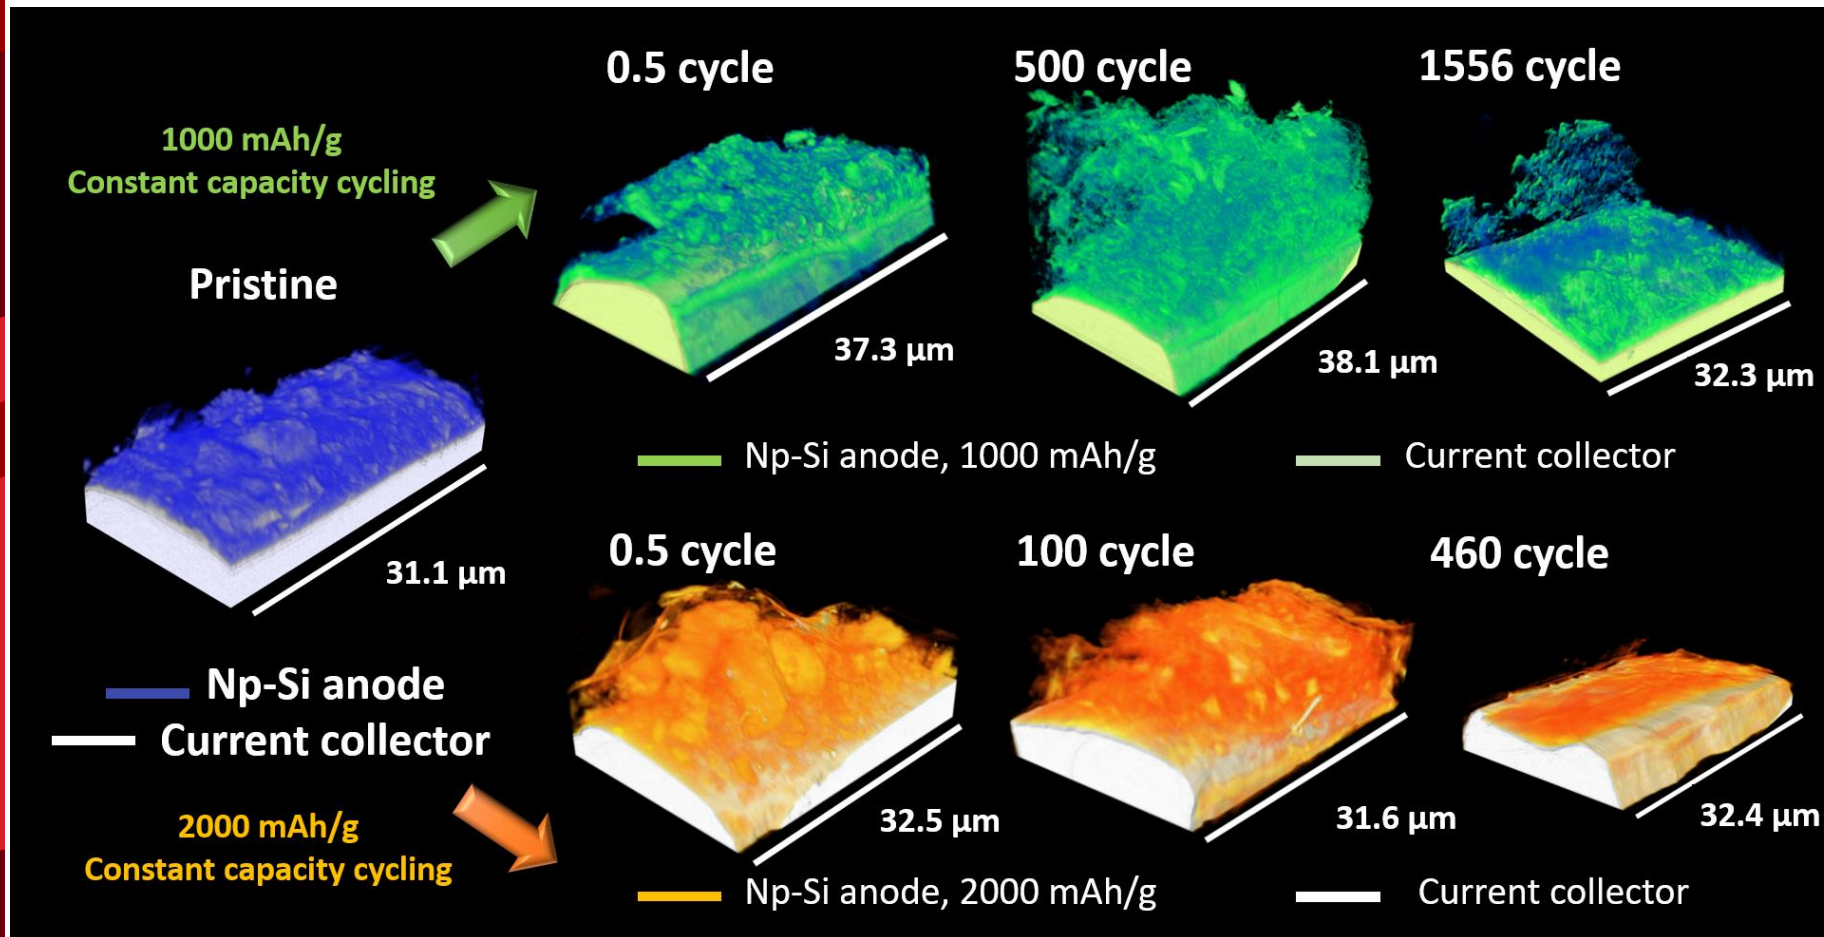 1000 mAh/g
Constant capacity cycling
Pristine
31.1 µm
Np-Si anode
Current collector
2000 mAh/g
Constant capacity cycling
0.5 cycle
500 cycle
1556 cycle
37.3 µm
38.1 µm
32.3 µm
Np-Si anode, 1000 mAh/g
Current collector
0.5 cycle
100 cycle
460 cycle
32.5 µm
31.6 µm
32.4 µm
Np-Si anode, 2000 mAh/g
Current collector